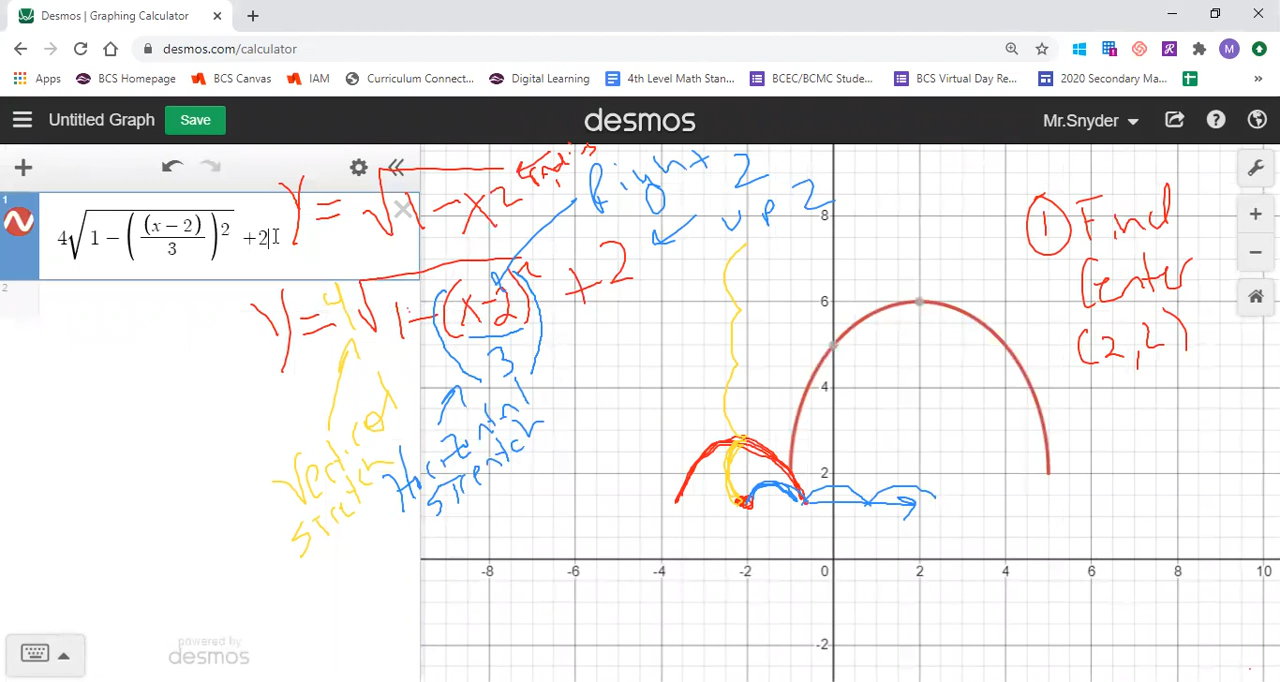 Desmos | Graphing Calculator
desmos.com/calculator
M
Apps BCS Homepage BCS Canvas IAM Curriculum Connect... Digital Learning 4th Level Math Stan... BCEC/BCMC Stude... BCS Virtual Day Re... 2020 Secondary Ma... »
Untitled Graph Save desmos Mr.Snyder
1
4√(1−((x−2)/3)²) +2
2
y = √(1 − x²)
Right 2
up 2
y = 4√(1 − ((x−2)/3)²) + 2
Vertical
stretch
stretch
① Find
Center
(2,2)
8
6
4
2
-8 -6 -4 -2 0 2 4 6 8 10
-2
powered by
desmos